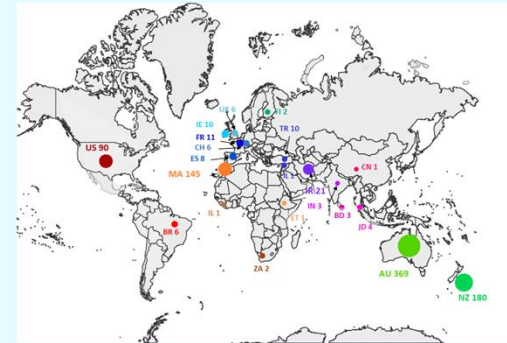 UK 6
FI 2
IE 10
TR 10
FR 11
CH 6
US 90
ES 8
CN 1
MA 145
IL 1
IR 21
IN 3
BD 3
IL 1
ET 1
JD 4
BR 6
ZA 2
AU 369
NZ 180